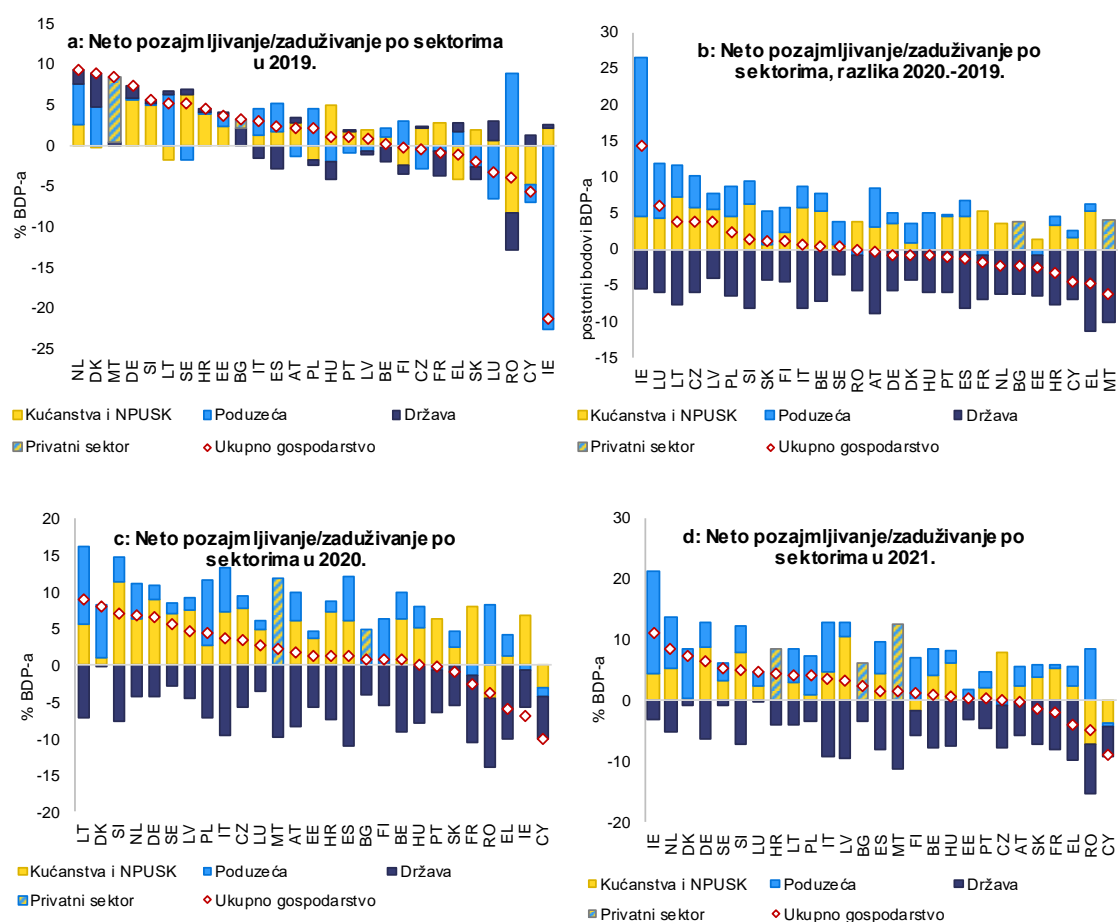 a: Neto pozajmljivanje/zaduživanje po sektorima
u 2019.
% BDP-a
15
10
5
0
-5
-10
-15
-20
-25
NL DK MT DE SI LT SE HR EE BG IT ES AT PL HU PT LV BE FI CZ FR EL SK LU RO CY IE
Kućanstva i NPUSK Poduzeća Država
Privatni sektor Ukupno gospodarstvo
b: Neto pozajmljivanje/zaduživanje po
sektorima, razlika 2020.-2019.
postotni bodovi BDP-a
30
25
20
15
10
5
0
-5
-10
-15
IE LU LT CZ LV PL SI SK FI IT BE SE RO AT DE DK HU PT ES FR NL BG EE HR CY EL MT
Kućanstva i NPUSK Poduzeća Država
Privatni sektor Ukupno gospodarstvo
c: Neto pozajmljivanje/zaduživanje po
sektorima u 2020.
% BDP-a
20
15
10
5
0
-5
-10
-15
-20
LT DK SI NL DE SE LV PL IT CZ LU MT AT EE HR ES BG FI BE HU PT SK FR RO EL IE CY
Kućanstva i NPUSK Poduzeća Država
Privatni sektor Ukupno gospodarstvo
d: Neto pozajmljivanje/zaduživanje po
sektorima u 2021.
% BDP-a
30
20
10
0
-10
-20
IE NL DK DE SE SI LU HR LT PL IT LV BG ES MT FI BE HU EE PT CZ AT SK FR EL RO CY
Kućanstva i NPUSK Poduzeća Država
Privatni sektor Ukupno gospodarstvo